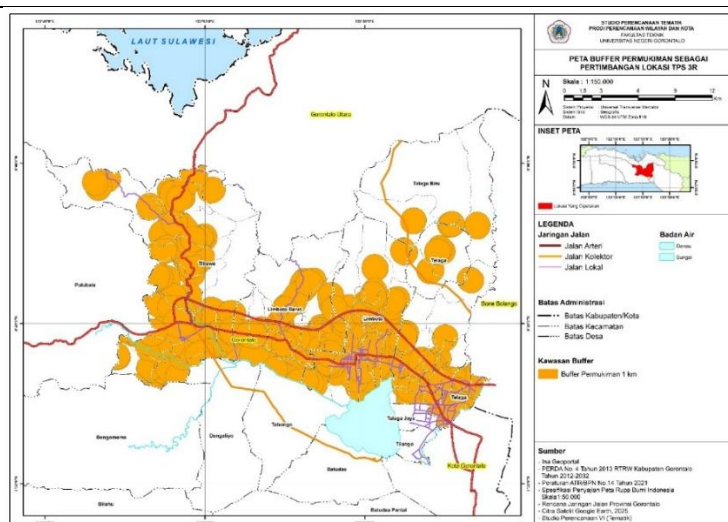 LAUT SULAWESI
Gorontalo Utara
Telaga Biru
Tibawa
Telaga
Pulubala
Limboto Barat
Bone Bolango
Limboto
Gorontalo
Telaga
Telaga Jaya
Tabongo
Tilango
Bongomeme
Dungaliyo
Kota Gorontalo
Batudaa
Batudaa Pantai
STUDIO PERENCANAAN TEMATIK
PRODI PERENCANAAN WILAYAH DAN KOTA
FAKULTAS TEKNIK
UNIVERSITAS NEGERI GORONTALO
PETA BUFFER PERMUKIMAN SEBAGAI
PERTIMBANGAN LOKASI TPS 3R
N
Skala : 1:150.000
Km
INSET PETA
LEGENDA
Jaringan Jalan
Jalan Arteri
Jalan Kolektor
Jalan Lokal
Badan Air
Danau
Sungai
Batas Administrasi
Batas Kabupaten/Kota
Batas Kecamatan
Batas Desa
Kawasan Buffer
Buffer Permukiman 1 km
Sumber
- Ina Geoportal
- PERDA No. 4 Tahun 2013 RTRW Kabupaten Gorontalo
Tahun 2012-2032
- Peraturan ATR/BPN No.14 Tahun 2021
- Spesifikasi Penyajian Peta Rupa Bumi Indonesia
Skala1:50.000
- Rencana Jaringan Jalan Provinsi Gorontalo
- Citra Satelit Google Earth, 2025
- Studio Perencanaan VI (Tematik)